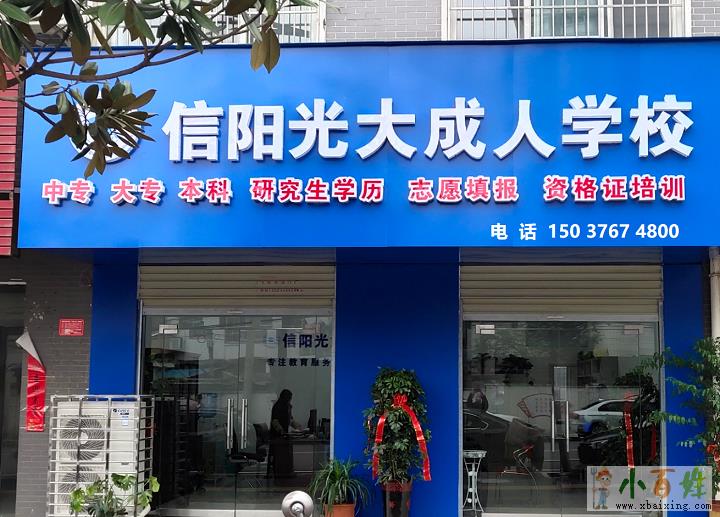 信阳光大成人学校
中专 大专 本科 研究生学历 志愿填报 资格证培训
电 话 150 3767 4800
信阳光
专注教育服务
小百姓
www.xbaixing.com